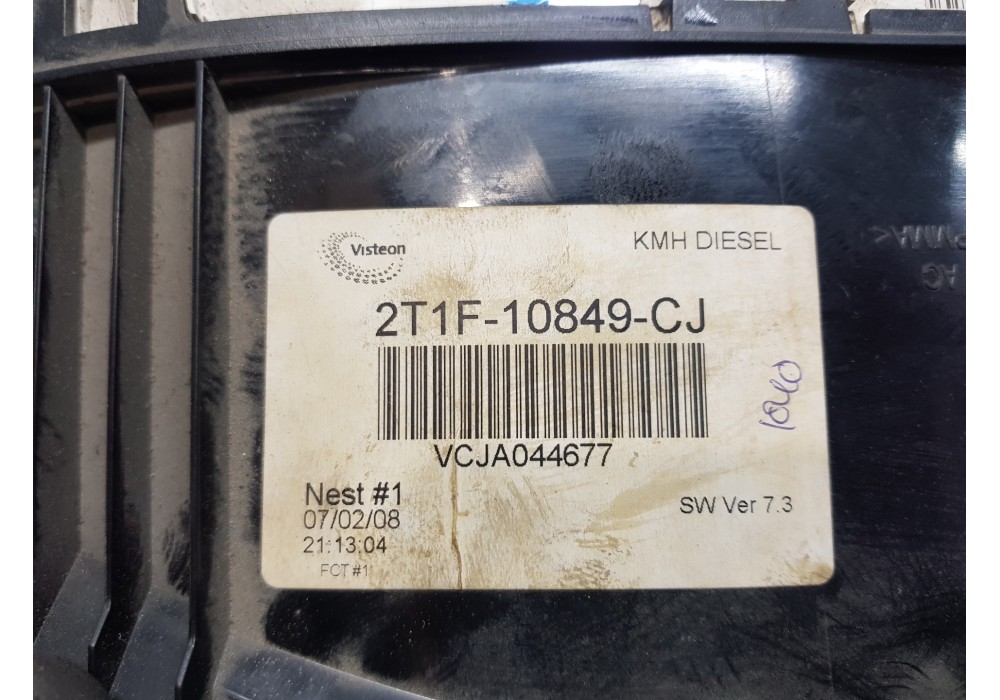 Visteon
KMH DIESEL
2T1F-10849-CJ
VCJA044677
Nest #1
07/02/08
21:13:04
FCT #1
SW Ver 7.3